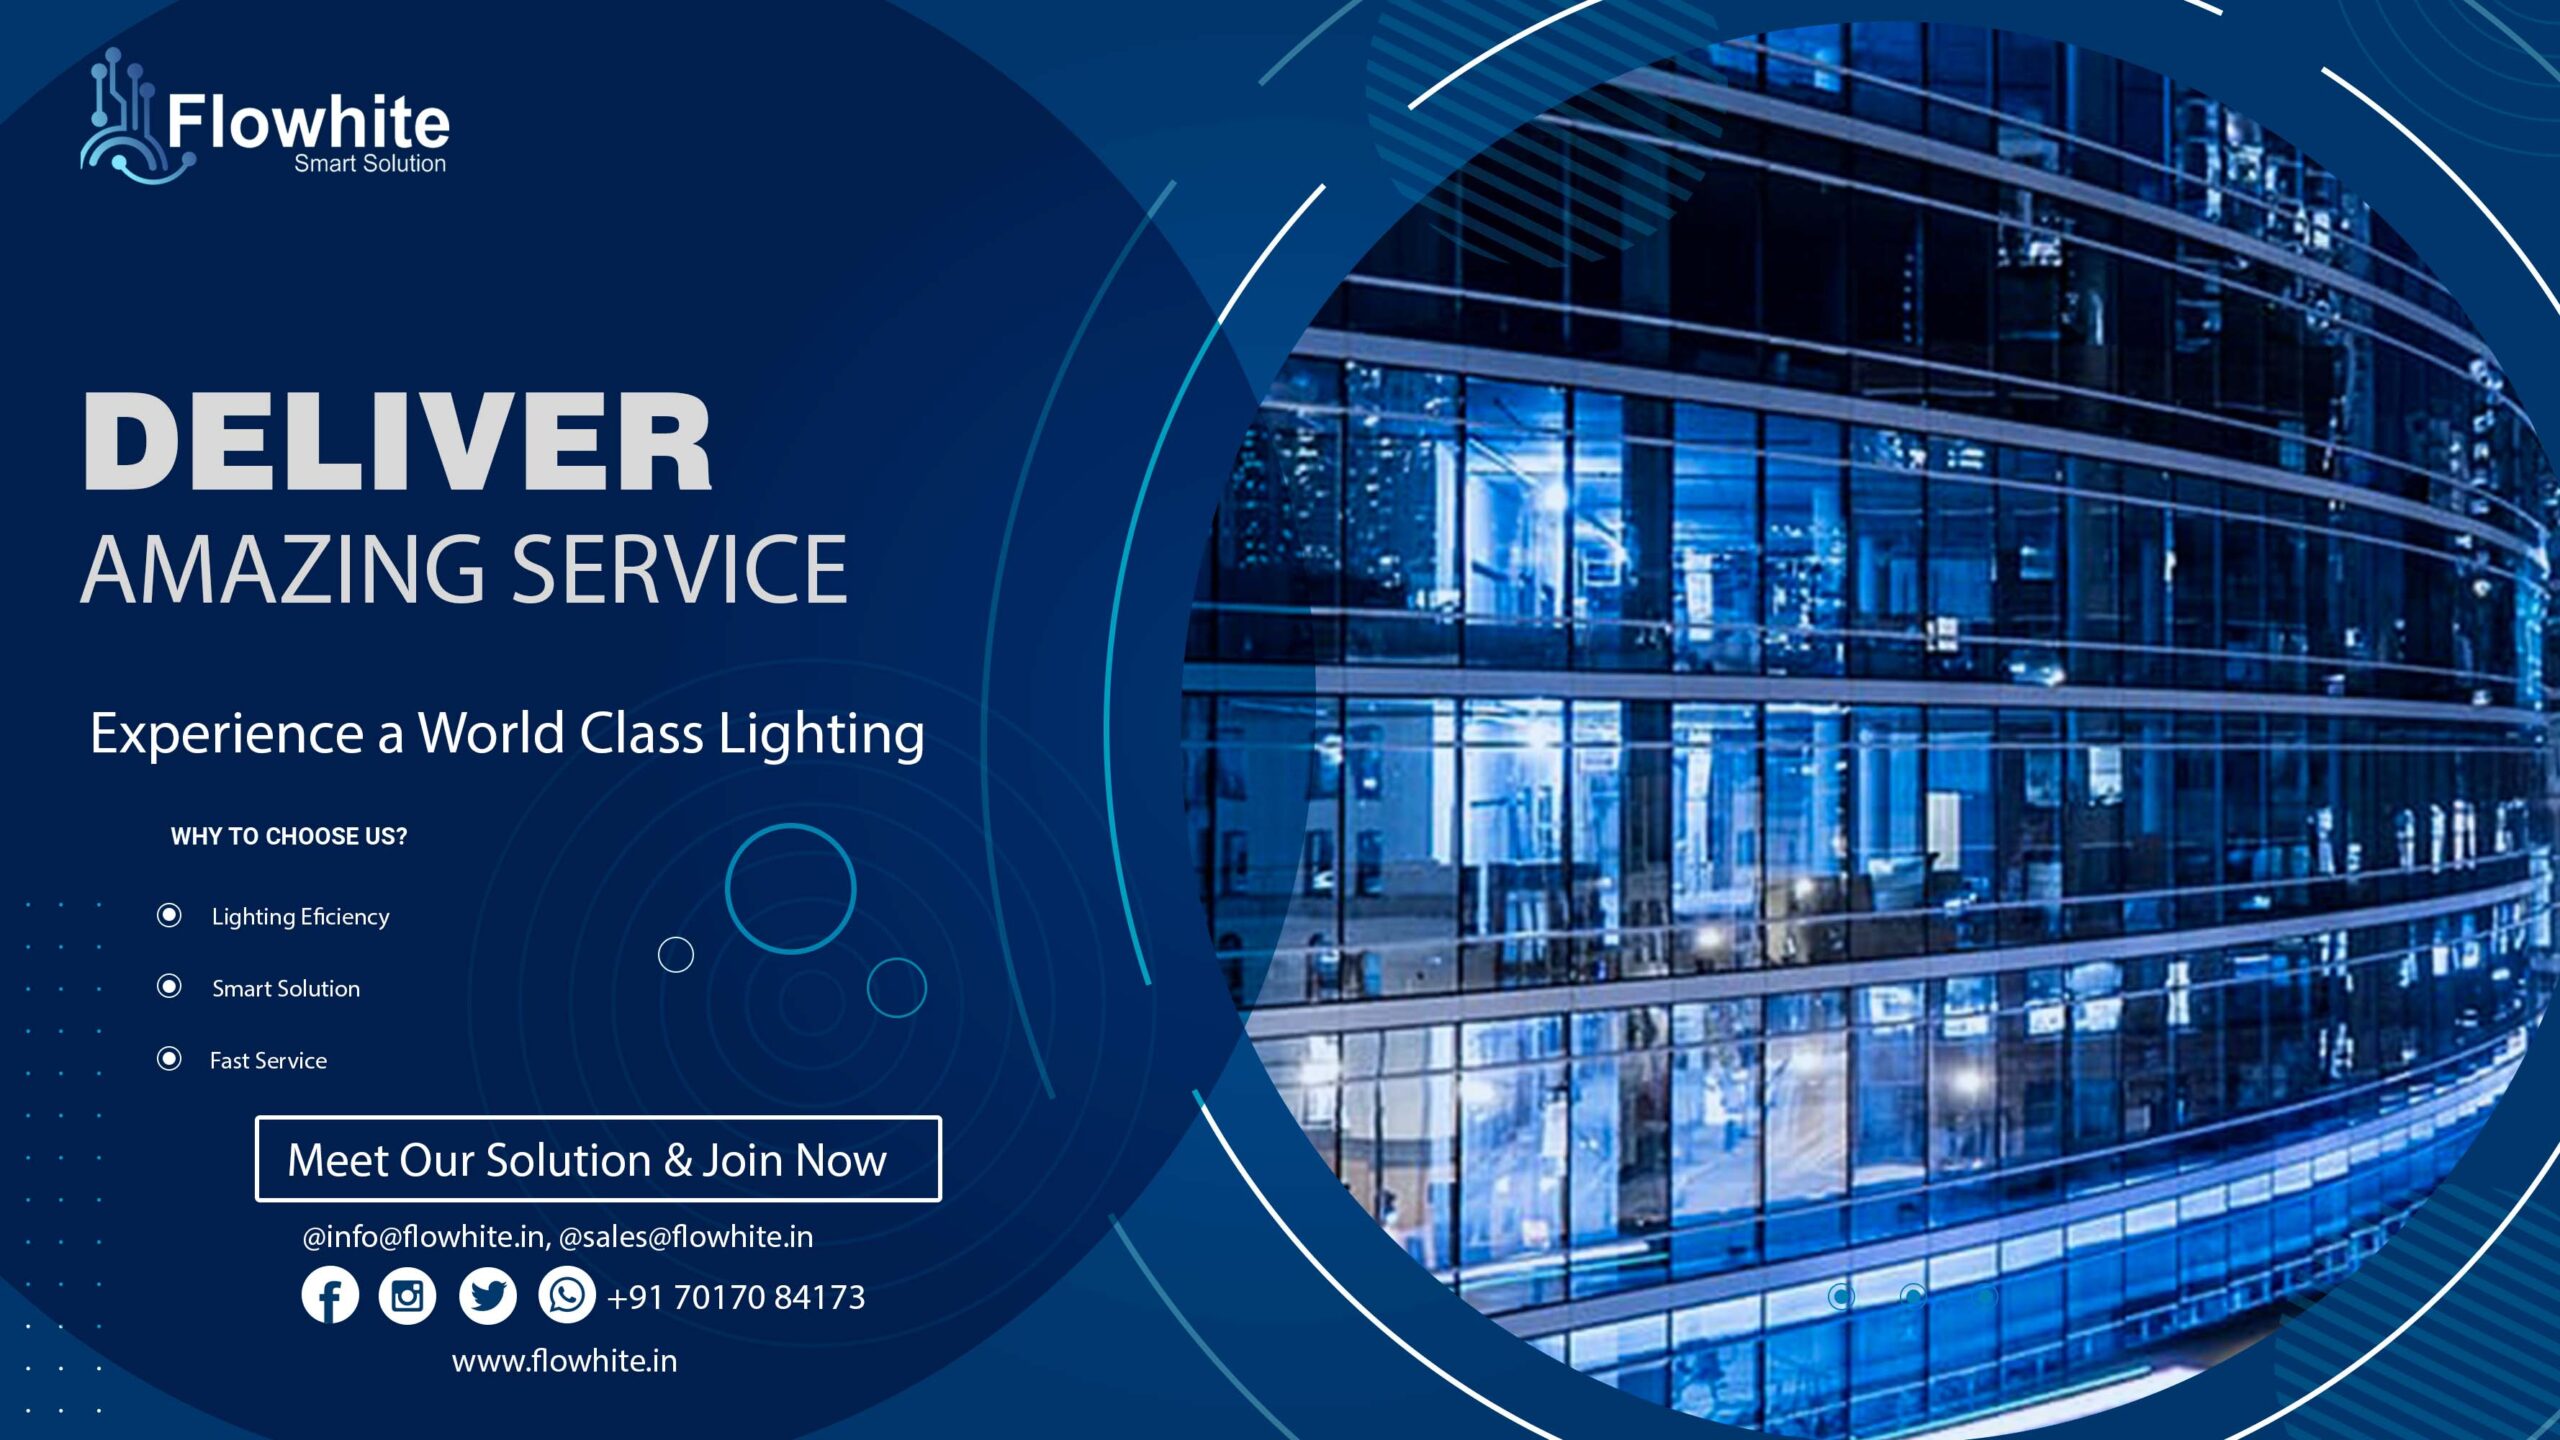 Flowhite
Smart Solution
DELIVER
AMAZING SERVICE
Experience a World Class Lighting
WHY TO CHOOSE US?
Lighting Eficiency
Smart Solution
Fast Service
Meet Our Solution & Join Now
@info@flowhite.in, @sales@flowhite.in
+91 70170 84173
www.flowhite.in